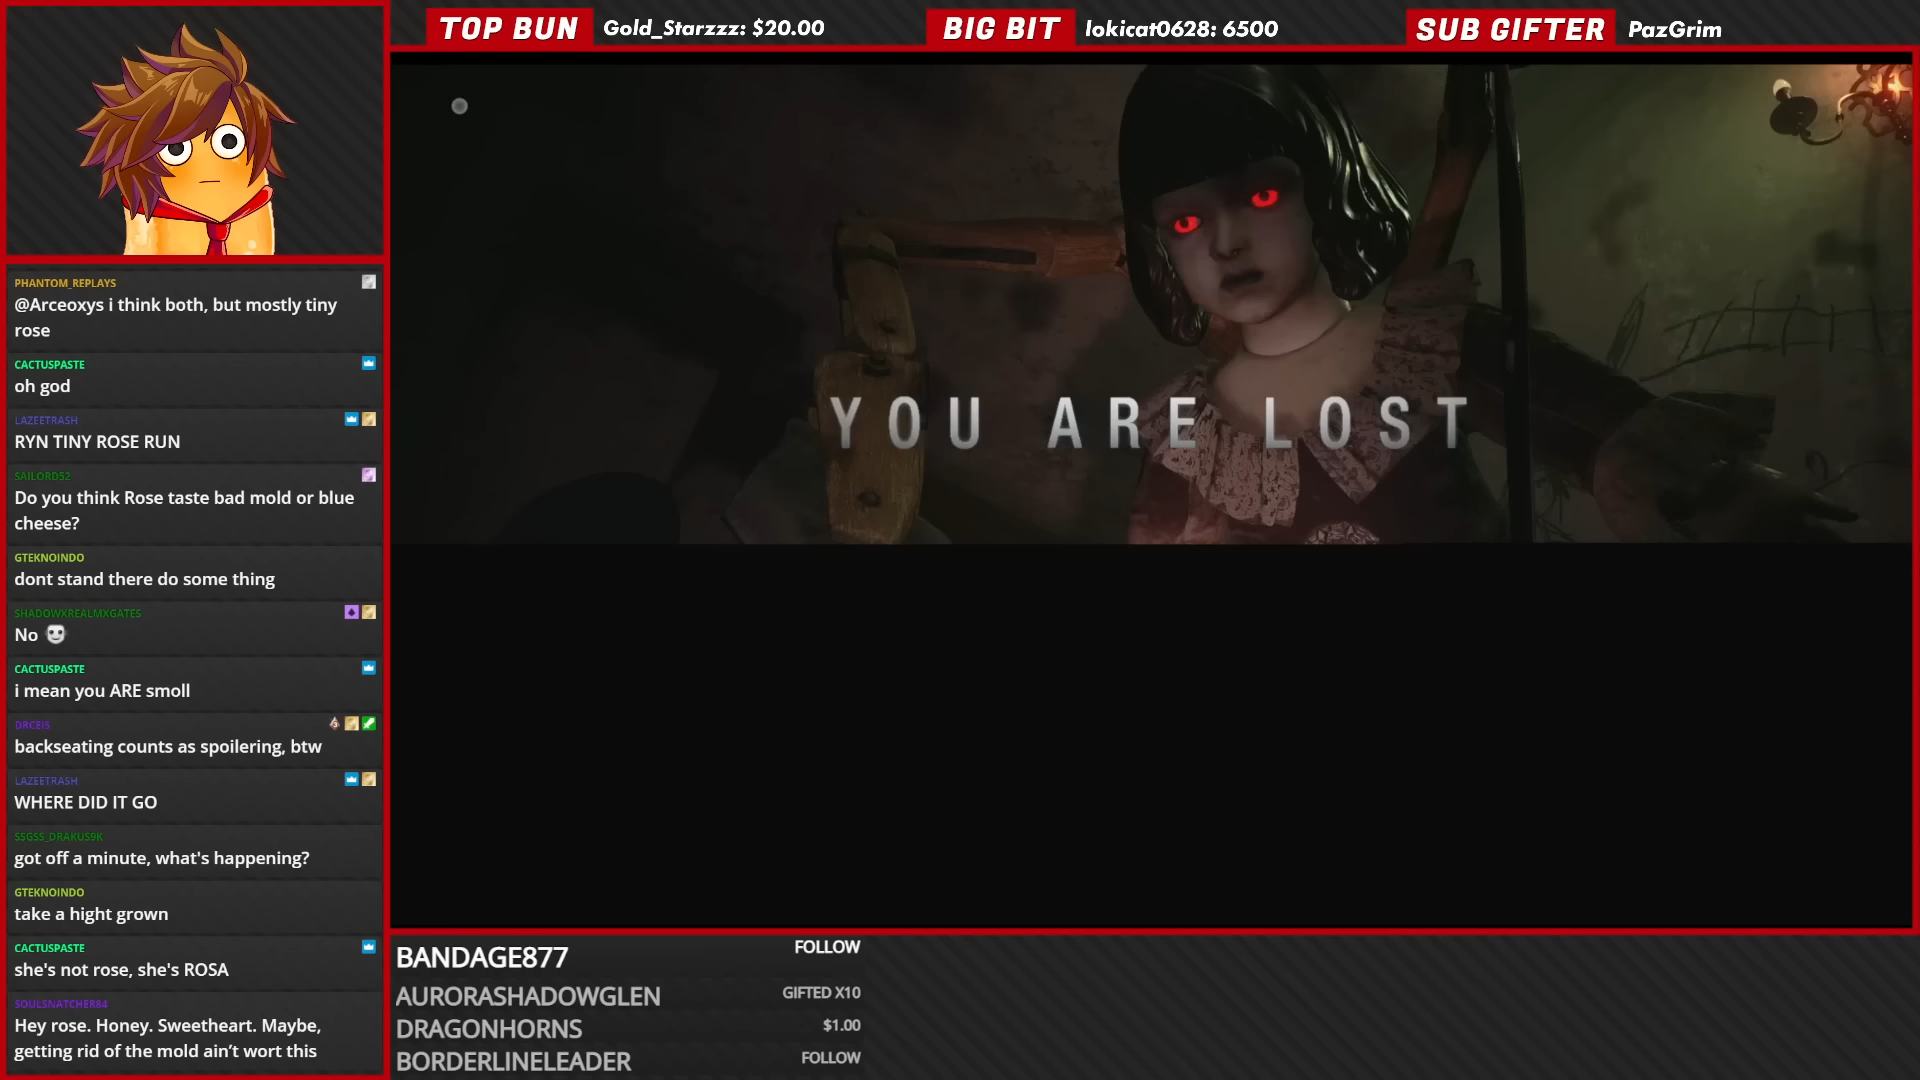 TOP BUN Gold_Starzzz: $20.00 BIG BIT lokicat0628: 6500 SUB GIFTER PazGrim
YOU ARE LOST
PHANTOM_REPLAYS
@Arceoxys i think both, but mostly tiny
rose
CACTUSPASTE
oh god
LAZEETRASH
RYN TINY ROSE RUN
SAILORD52
Do you think Rose taste bad mold or blue
cheese?
GTEKNOINDO
dont stand there do some thing
SHADOWXREALMXGATES
No
CACTUSPASTE
i mean you ARE smoll
DRCEIS
backseating counts as spoilering, btw
LAZEETRASH
WHERE DID IT GO
SSGSS_DRAKUS9K
got off a minute, what's happening?
GTEKNOINDO
take a hight grown
CACTUSPASTE
she's not rose, she's ROSA
SOULSNATCHER84
Hey rose. Honey. Sweetheart. Maybe,
getting rid of the mold ain’t wort this
BANDAGE877 FOLLOW
AURORASHADOWGLEN GIFTED X10
DRAGONHORNS $1.00
BORDERLINELEADER FOLLOW